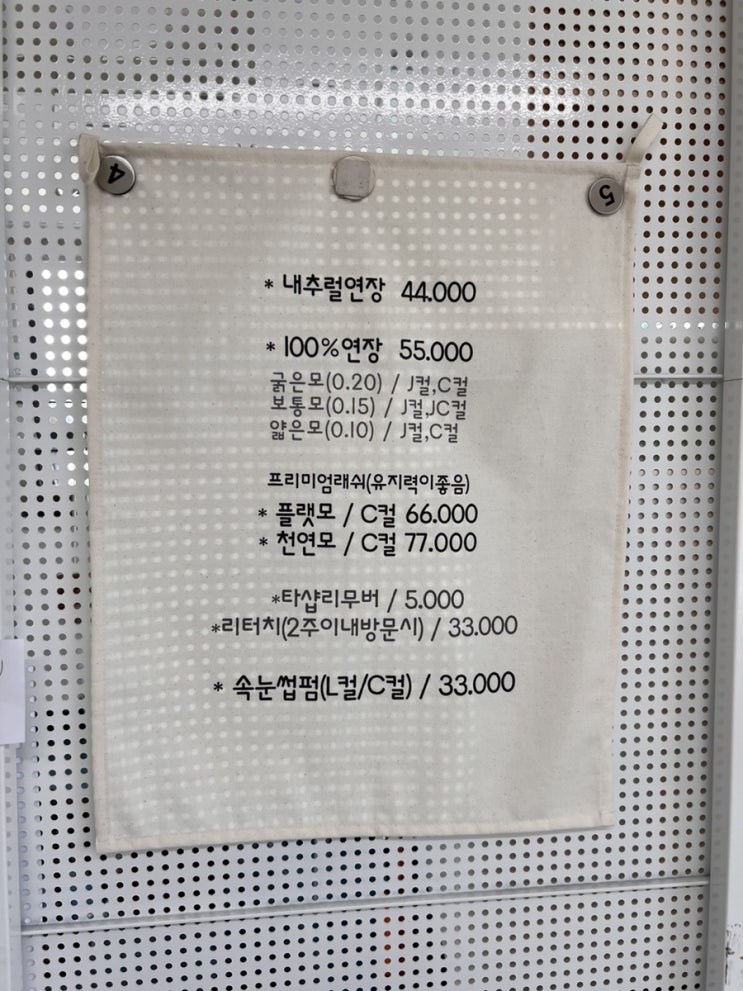 4
5
* 내추럴연장 44.000
* 100%연장 55.000
굵은모(0.20) / J컬,C컬
보통모(0.15) / J컬,JC컬
얇은모(0.10) / J컬,C컬
프리미엄래쉬(유지력이좋음)
* 플랫모 / C컬 66.000
* 천연모 / C컬 77.000
*타샵리무버 / 5.000
*리터치(2주이내방문시) / 33.000
* 속눈썹펌(L컬/C컬) / 33.000